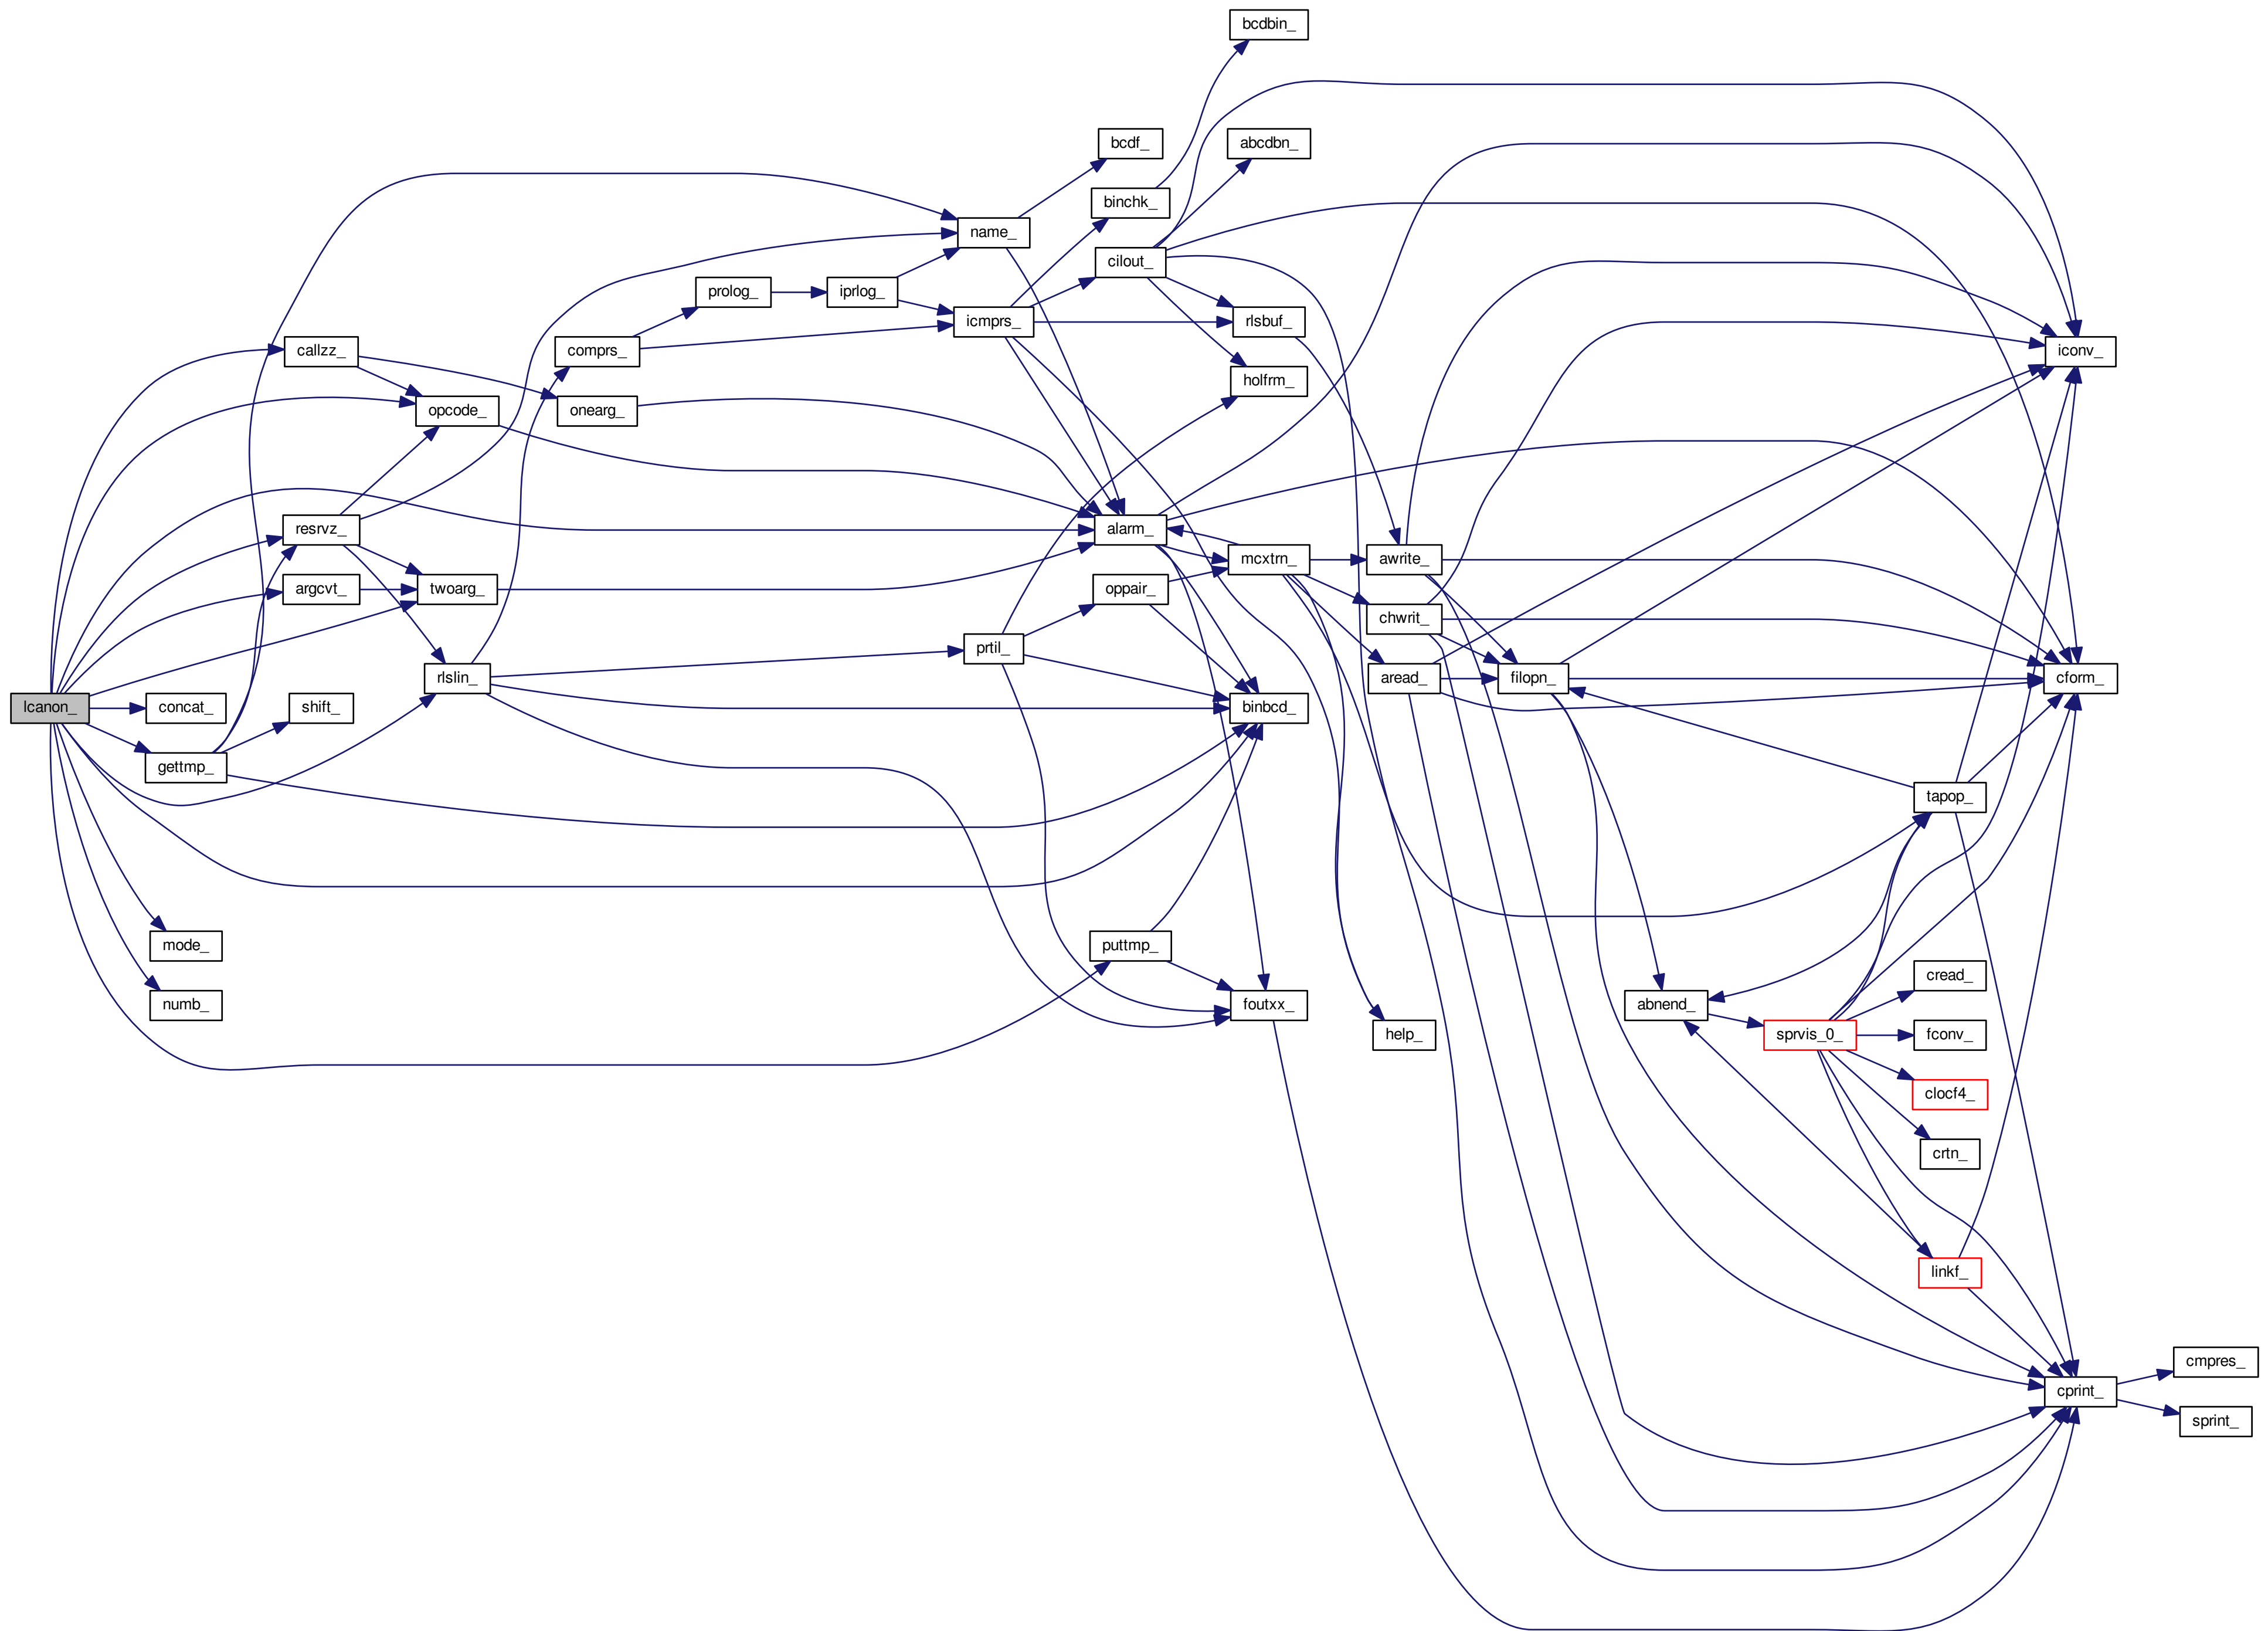 bcdbin_
bcdf_
abcdbn_
binchk_
name_
cilout_
prolog_
iprlog_
icmprs_
rlsbuf_
callzz_
comprs_
iconv_
opcode_
onearg_
holfrm_
resrvz_
alarm_
mcxtrn_
awrite_
argcvt_
twoarg_
oppair_
chwrit_
prtil_
rlslin_
aread_
filopn_
cform_
lcanon_
concat_
shift_
binbcd_
gettmp_
tapop_
mode_
puttmp_
cread_
numb_
foutxx_
abnend_
help_
sprvis_0_
fconv_
clocf4_
crtn_
linkf_
cmpres_
cprint_
sprint_